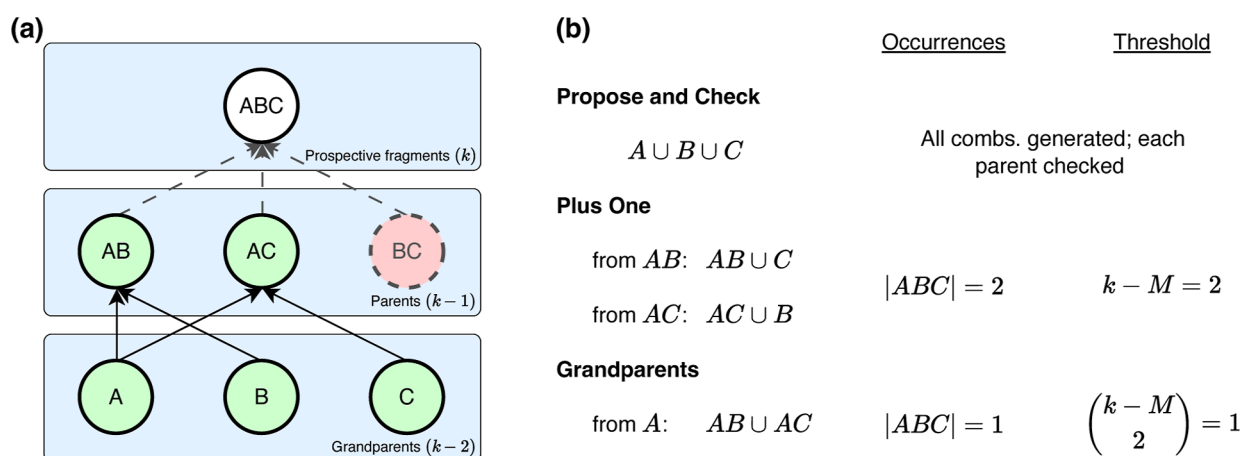 (a)
ABC
Prospective fragments (k)
AB AC BC
Parents (k − 1)
A B C
Grandparents (k − 2)
(b)
Occurrences Threshold
Propose and Check
A ∪ B ∪ C
All combs. generated; each
parent checked
Plus One
from AB: AB ∪ C
from AC: AC ∪ B
|ABC| = 2 k − M = 2
Grandparents
from A: AB ∪ AC |ABC| = 1 (k − M
2) = 1